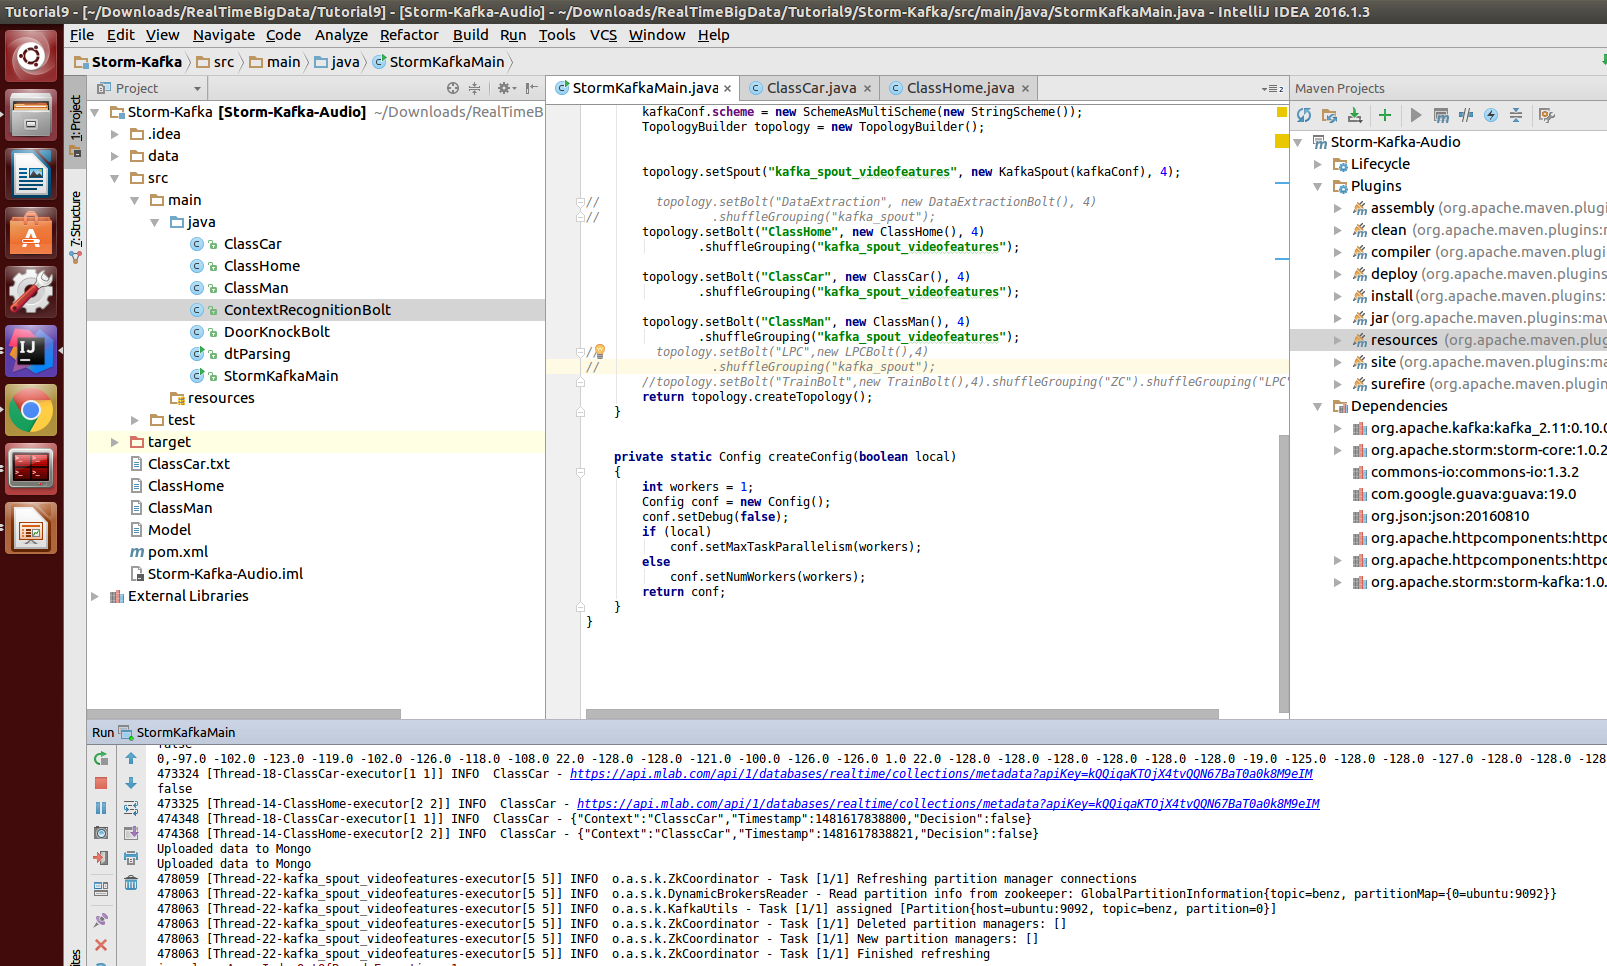 Tutorial9 - [~/Downloads/RealTimeBigData/Tutorial9] - [Storm-Kafka-Audio] - ~/Downloads/RealTimeBigData/Tutorial9/Storm-Kafka/src/main/java/StormKafkaMain.java - IntelliJ IDEA 2016.1.3
File Edit View Navigate Code Analyze Refactor Build Run Tools VCS Window Help
Storm-Kafka src main java StormKafkaMain
1: Project
7: Structure
Project
Storm-Kafka [Storm-Kafka-Audio] ~/Downloads/RealTimeB
.idea
data
src
main
java
ClassCar
ClassHome
ClassMan
ContextRecognitionBolt
DoorKnockBolt
dtParsing
StormKafkaMain
resources
test
target
ClassCar.txt
ClassHome
ClassMan
Model
pom.xml
Storm-Kafka-Audio.iml
External Libraries
StormKafkaMain.java ClassCar.java ClassHome.java
kafkaConf.scheme = new SchemeAsMultiScheme(new StringScheme());
TopologyBuilder topology = new TopologyBuilder();
topology.setSpout("kafka_spout_videofeatures", new KafkaSpout(kafkaConf), 4);
// topology.setBolt("DataExtraction", new DataExtractionBolt(), 4)
// .shuffleGrouping("kafka_spout");
topology.setBolt("ClassHome", new ClassHome(), 4)
.shuffleGrouping("kafka_spout_videofeatures");
topology.setBolt("ClassCar", new ClassCar(), 4)
.shuffleGrouping("kafka_spout_videofeatures");
topology.setBolt("ClassMan", new ClassMan(), 4)
.shuffleGrouping("kafka_spout_videofeatures");
// topology.setBolt("LPC",new LPCBolt(),4)
// .shuffleGrouping("kafka_spout");
//topology.setBolt("TrainBolt",new TrainBolt(),4).shuffleGrouping("ZC").shuffleGrouping("LPC"
return topology.createTopology();
}
private static Config createConfig(boolean local)
{
int workers = 1;
Config conf = new Config();
conf.setDebug(false);
if (local)
conf.setMaxTaskParallelism(workers);
else
conf.setNumWorkers(workers);
return conf;
}
}
Maven Projects
Storm-Kafka-Audio
Lifecycle
Plugins
assembly (org.apache.maven.plugi
clean (org.apache.maven.plugins:
compiler (org.apache.maven.plugin
deploy (org.apache.maven.plugins
install (org.apache.maven.plugins:
jar (org.apache.maven.plugins:mav
resources (org.apache.maven.plug
site (org.apache.maven.plugins:ma
surefire (org.apache.maven.plugins
Dependencies
org.apache.kafka:kafka_2.11:0.10.0
org.apache.storm:storm-core:1.0.2
commons-io:commons-io:1.3.2
com.google.guava:guava:19.0
org.json:json:20160810
org.apache.httpcomponents:httpc
org.apache.httpcomponents:httpc
org.apache.storm:storm-kafka:1.0.
Run StormKafkaMain
false
0,-97.0 -102.0 -123.0 -119.0 -102.0 -126.0 -118.0 -108.0 22.0 -128.0 -128.0 -121.0 -100.0 -126.0 -126.0 1.0 22.0 -128.0 -128.0 -128.0 -128.0 -128.0 -128.0 -19.0 -125.0 -128.0 -128.0 -127.0 -128.0 -128.0 -128
473324 [Thread-18-ClassCar-executor[1 1]] INFO ClassCar - https://api.mlab.com/api/1/databases/realtime/collections/metadata?apiKey=kQQiqaKTOjX4tvQQN67BaT0a0k8M9eIM
false
473325 [Thread-14-ClassHome-executor[2 2]] INFO ClassCar - https://api.mlab.com/api/1/databases/realtime/collections/metadata?apiKey=kQQiqaKTOjX4tvQQN67BaT0a0k8M9eIM
474348 [Thread-18-ClassCar-executor[1 1]] INFO ClassCar - {"Context":"ClasscCar","Timestamp":1481617838800,"Decision":false}
474368 [Thread-14-ClassHome-executor[2 2]] INFO ClassCar - {"Context":"ClasscCar","Timestamp":1481617838821,"Decision":false}
Uploaded data to Mongo
Uploaded data to Mongo
478059 [Thread-22-kafka_spout_videofeatures-executor[5 5]] INFO o.a.s.k.ZkCoordinator - Task [1/1] Refreshing partition manager connections
478063 [Thread-22-kafka_spout_videofeatures-executor[5 5]] INFO o.a.s.k.DynamicBrokersReader - Read partition info from zookeeper: GlobalPartitionInformation{topic=benz, partitionMap={0=ubuntu:9092}}
478063 [Thread-22-kafka_spout_videofeatures-executor[5 5]] INFO o.a.s.k.KafkaUtils - Task [1/1] assigned [Partition{host=ubuntu:9092, topic=benz, partition=0}]
478063 [Thread-22-kafka_spout_videofeatures-executor[5 5]] INFO o.a.s.k.ZkCoordinator - Task [1/1] Deleted partition managers: []
478063 [Thread-22-kafka_spout_videofeatures-executor[5 5]] INFO o.a.s.k.ZkCoordinator - Task [1/1] New partition managers: []
478063 [Thread-22-kafka_spout_videofeatures-executor[5 5]] INFO o.a.s.k.ZkCoordinator - Task [1/1] Finished refreshing